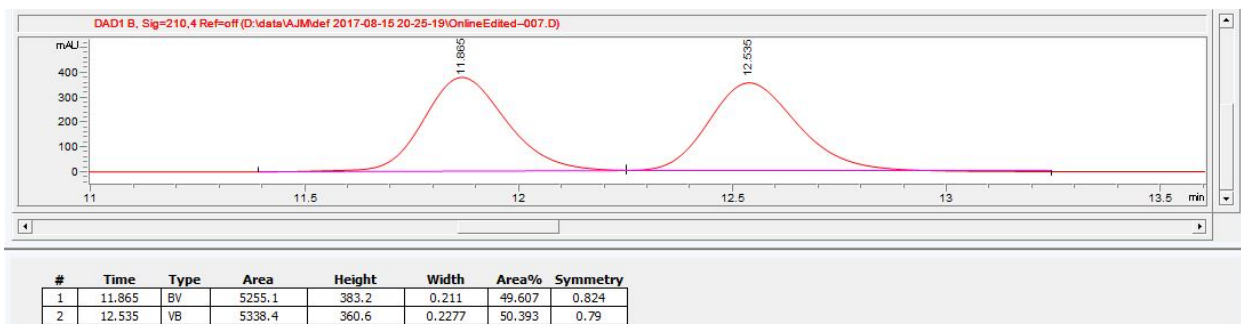 DAD1 B, Sig=210,4 Ref=off (D:\data\AJM\def 2017-08-15 20-25-19\OnlineEdited--007.D)
mAU
11.865
12.535
400
300
200
100
0
11 11.5 12 12.5 13 13.5 min
# Time Type Area Height Width Area% Symmetry
1 11.865 BV 5255.1 383.2 0.211 49.607 0.824
2 12.535 VB 5338.4 360.6 0.2277 50.393 0.79